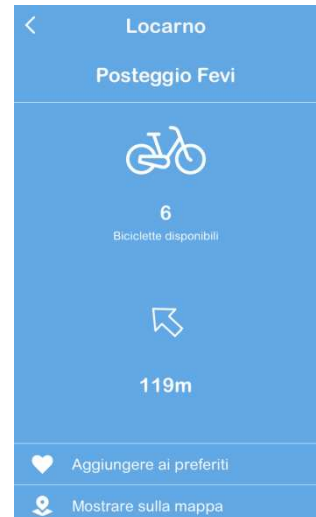 Locarno
Posteggio Fevi
6
Biciclette disponibili
119m
Aggiungere ai preferiti
Mostrare sulla mappa